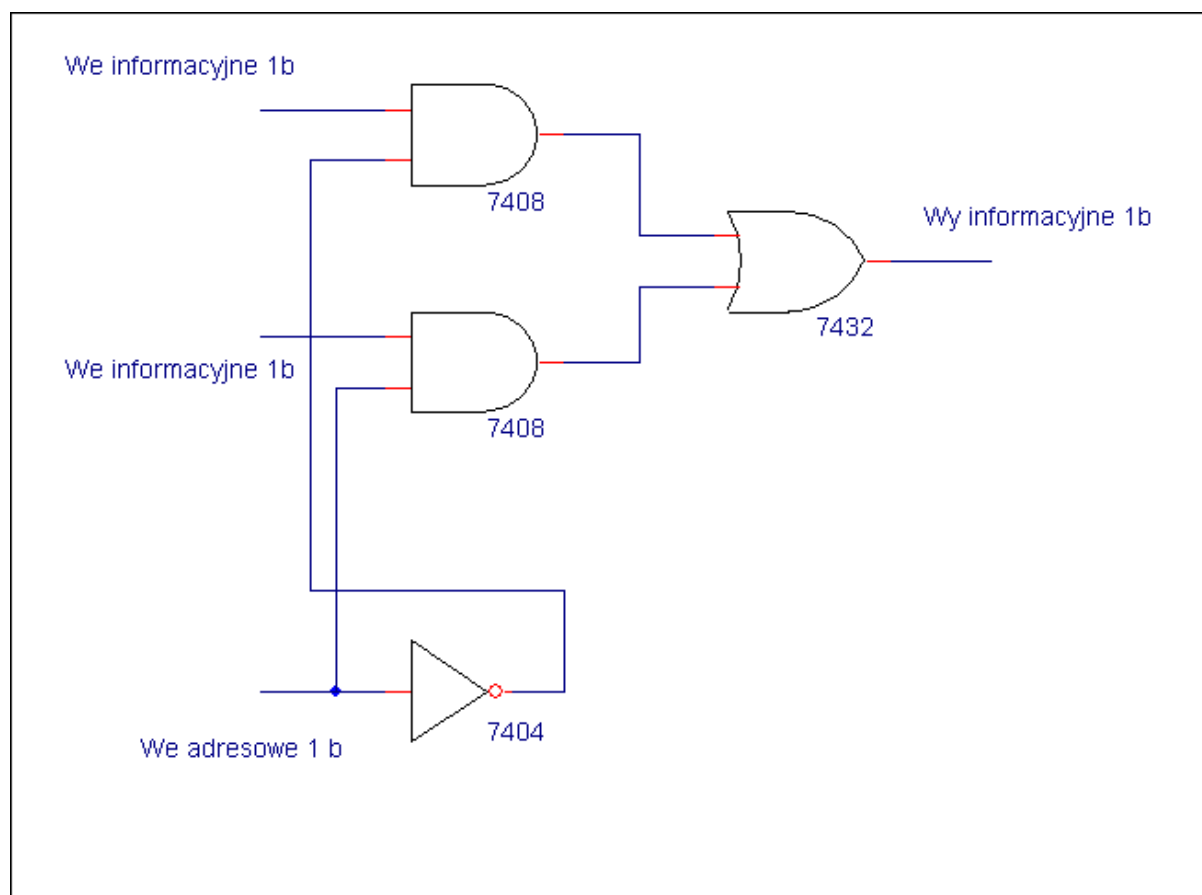 We informacyjne 1b
7408
Wy informacyjne 1b
7432
We informacyjne 1b
7408
7404
We adresowe 1 b